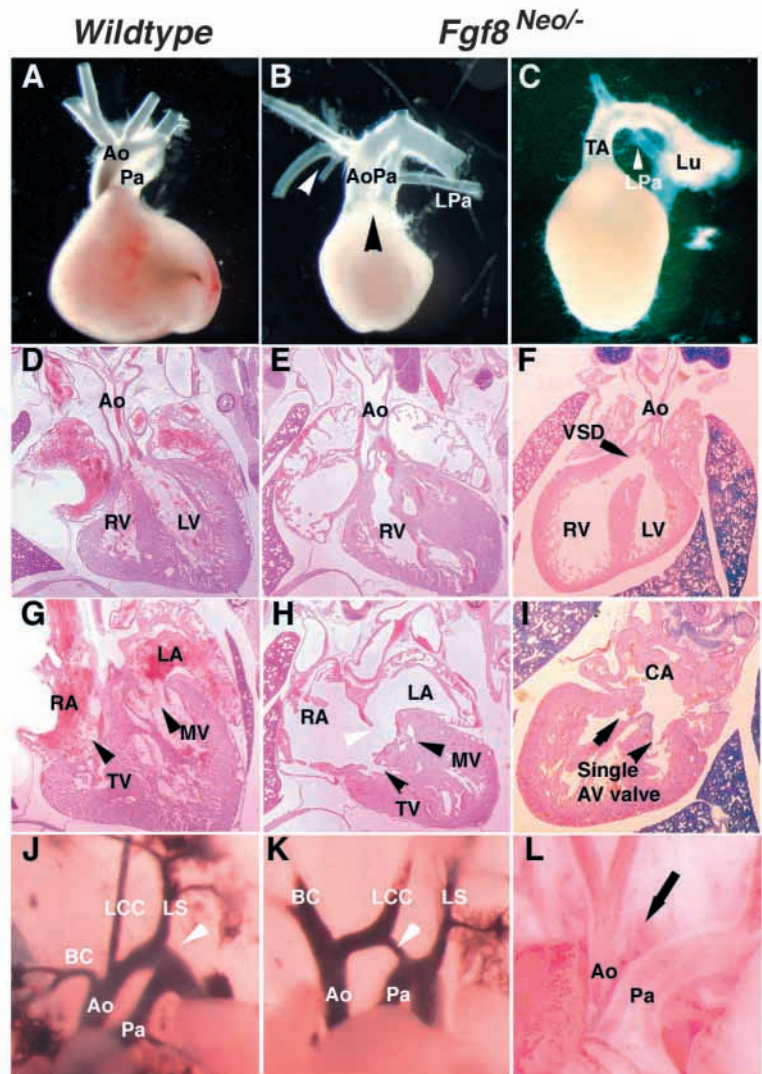 Wildtype Fgf8 Neo/-
A
Ao
Pa
B
AoPa
LPa
C
TA
Lu
LPa
D
Ao
RV LV
E
Ao
RV
F
Ao
VSD
RV LV
G
LA
RA
MV
TV
H
LA
RA
MV
TV
I
CA
Single
AV valve
J
LCC LS
BC
Ao
Pa
K
BC LCC LS
Ao Pa
L
Ao
Pa